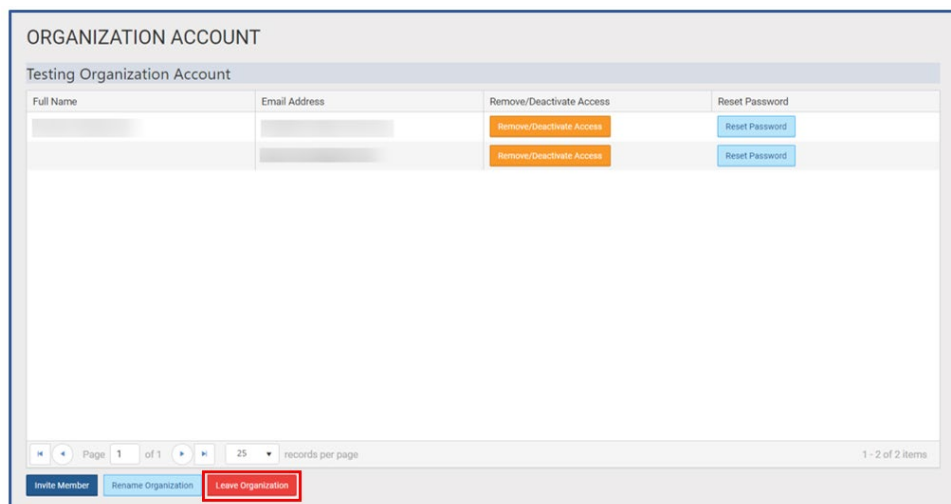 ORGANIZATION ACCOUNT
Testing Organization Account
Full Name Email Address Remove/Deactivate Access Reset Password
Remove/Deactivate Access Reset Password
Remove/Deactivate Access Reset Password
Page 1 of 1 25 records per page 1 - 2 of 2 items
Invite Member Rename Organization Leave Organization